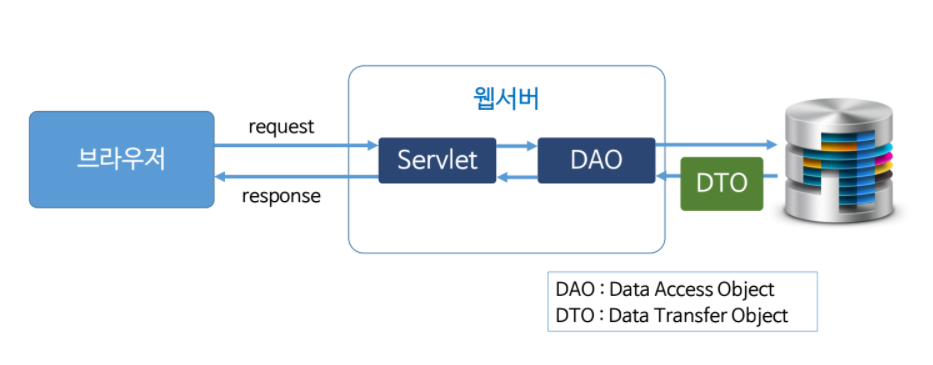 웹서버
브라우저
request
response
Servlet
DAO
DTO
DAO : Data Access Object
DTO : Data Transfer Object